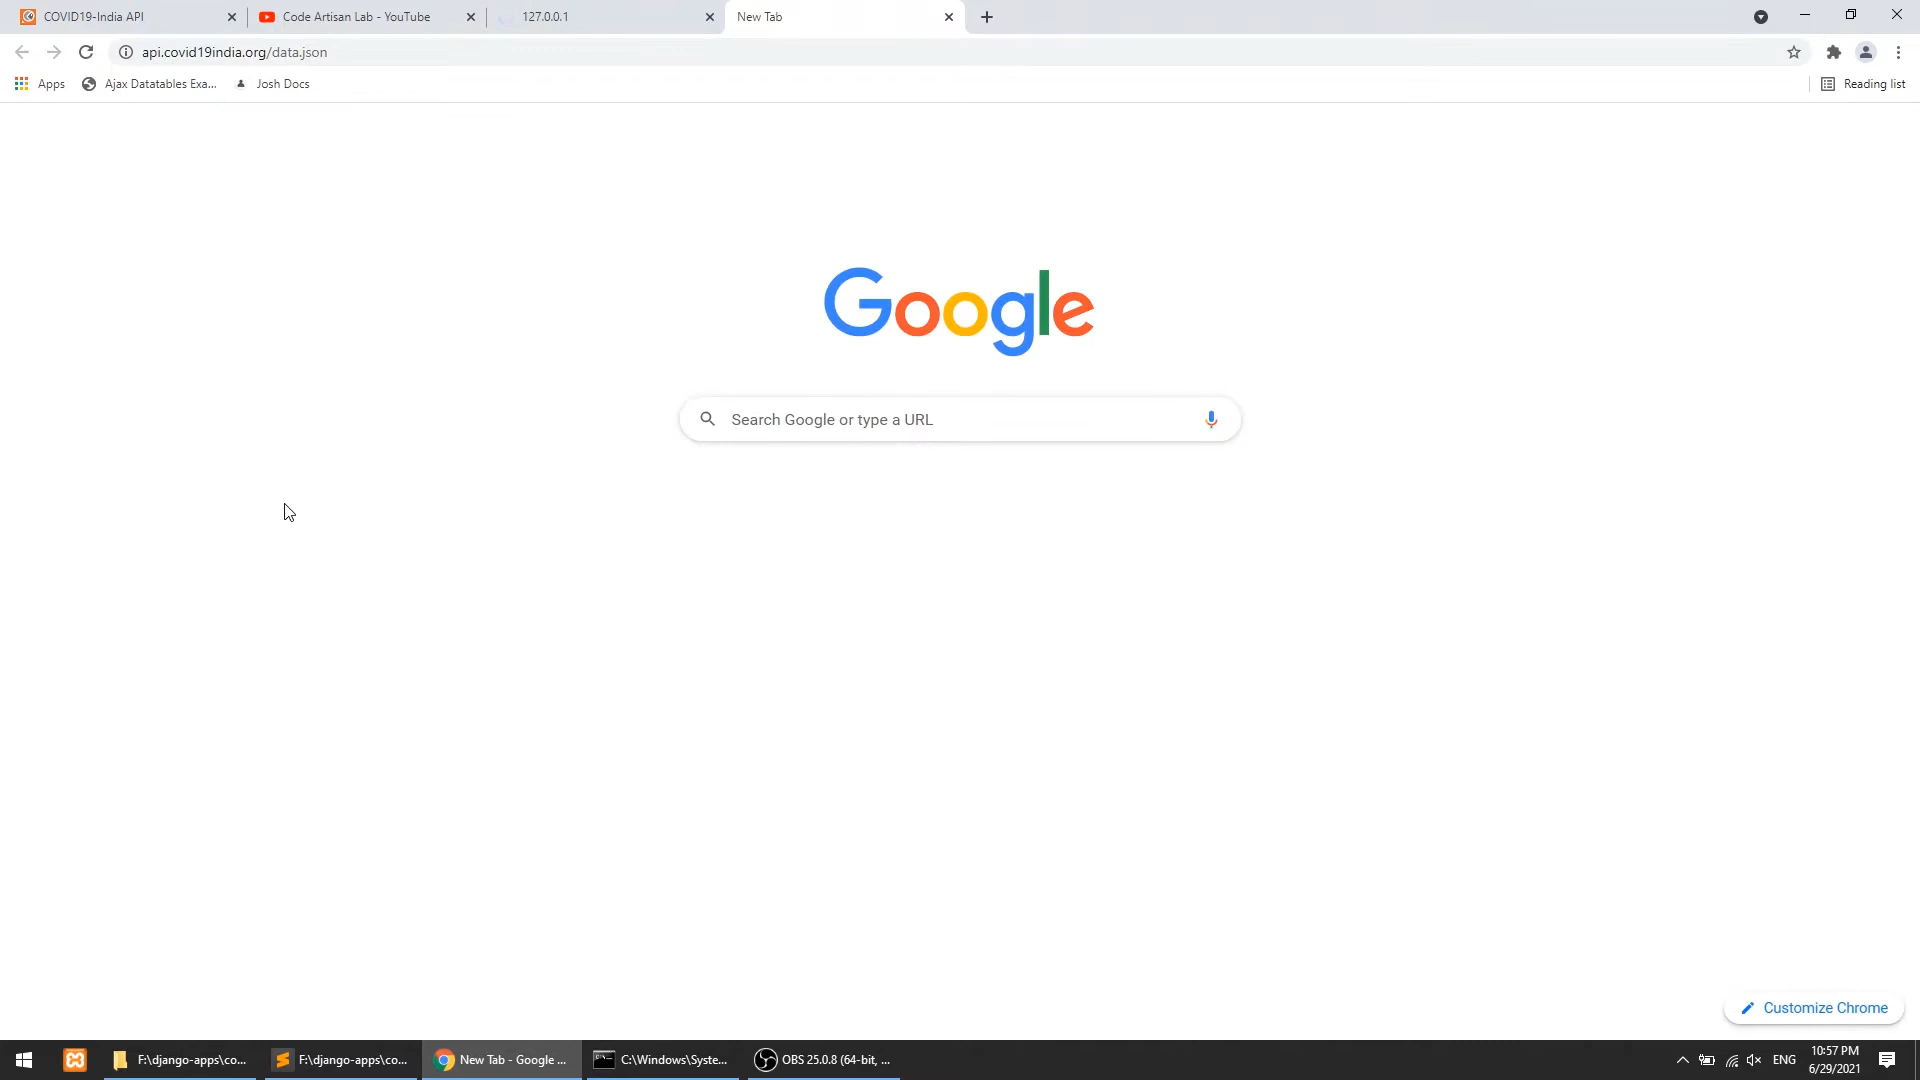 COVID19-India API
Code Artisan Lab - YouTube
127.0.0.1
New Tab
api.covid19india.org/data.json
Apps
Ajax Datatables Exa...
Josh Docs
Reading list
Google
Search Google or type a URL
Customize Chrome
F:\django-apps\co...
F:\django-apps\co...
New Tab - Google ...
C:\Windows\Syste...
OBS 25.0.8 (64-bit, ...
ENG
10:57 PM
6/29/2021